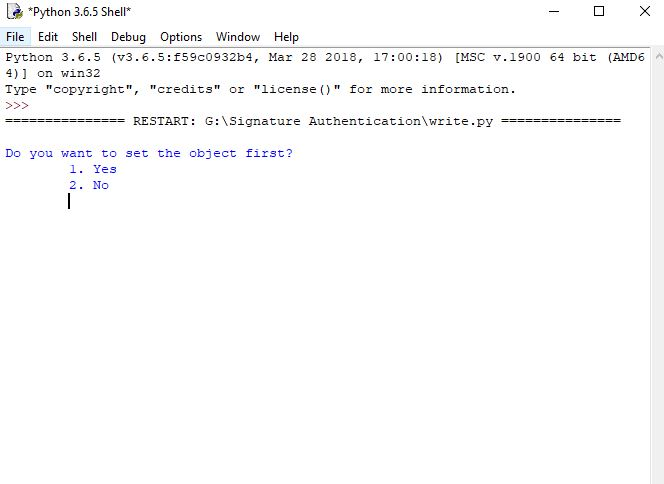 *Python 3.6.5 Shell*
File Edit Shell Debug Options Window Help
Python 3.6.5 (v3.6.5:f59c0932b4, Mar 28 2018, 17:00:18) [MSC v.1900 64 bit (AMD6
4)] on win32
Type "copyright", "credits" or "license()" for more information.
>>>
=============== RESTART: G:\Signature Authentication\write.py ===============
Do you want to set the object first?
1. Yes
2. No